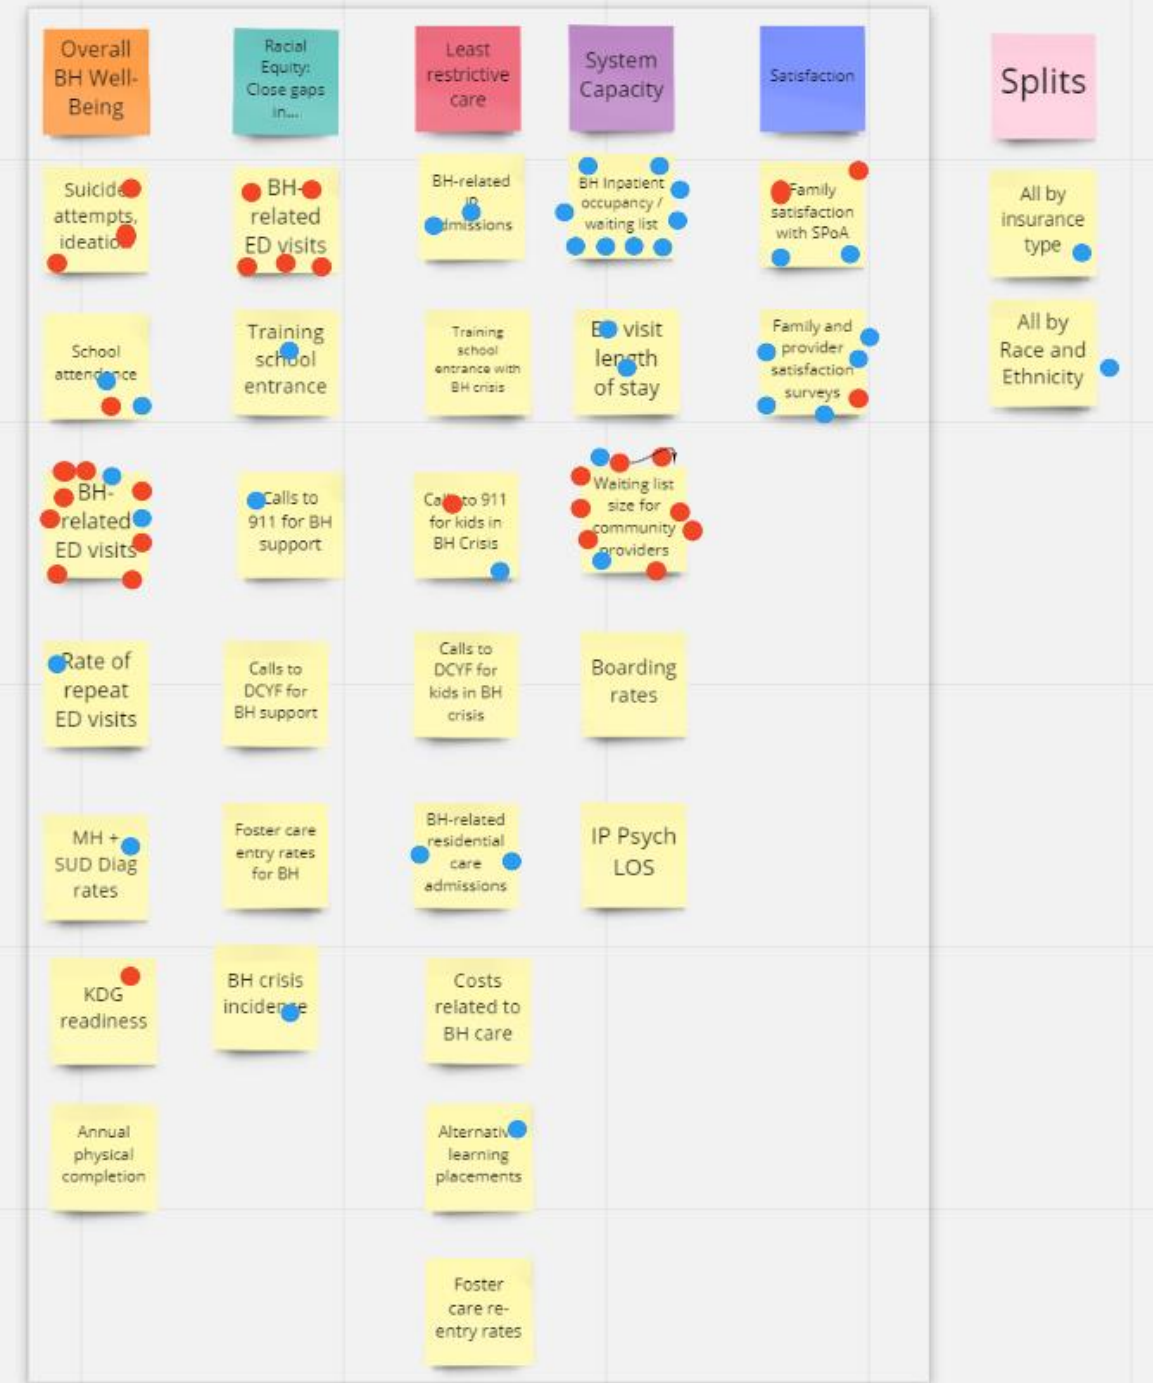 Overall
BH Well-
Being
Racial
Equity:
Close gaps
in...
Least
restrictive
care
System
Capacity
Satisfaction
Splits
Suicide
attempts,
ideation
BH-
related
ED visits
BH-related
IP
admissions
BH Inpatient
occupancy /
waiting list
Family
satisfaction
with SPoA
All by
insurance
type
School
attendance
Training
school
entrance
Training
school
entrance with
BH crisis
ED visit
length
of stay
Family and
provider
satisfaction
surveys
All by
Race and
Ethnicity
BH-
related
ED visits
Calls to
911 for BH
support
Calls to 911
for kids in
BH Crisis
Waiting list
size for
community
providers
Rate of
repeat
ED visits
Calls to
DCYF for
BH support
Calls to
DCYF for
kids in BH
crisis
Boarding
rates
MH +
SUD Diag
rates
Foster care
entry rates
for BH
BH-related
residential
care
admissions
IP Psych
LOS
KDG
readiness
BH crisis
incidence
Costs
related to
BH care
Annual
physical
completion
Alternative
learning
placements
Foster
care re-
entry rates